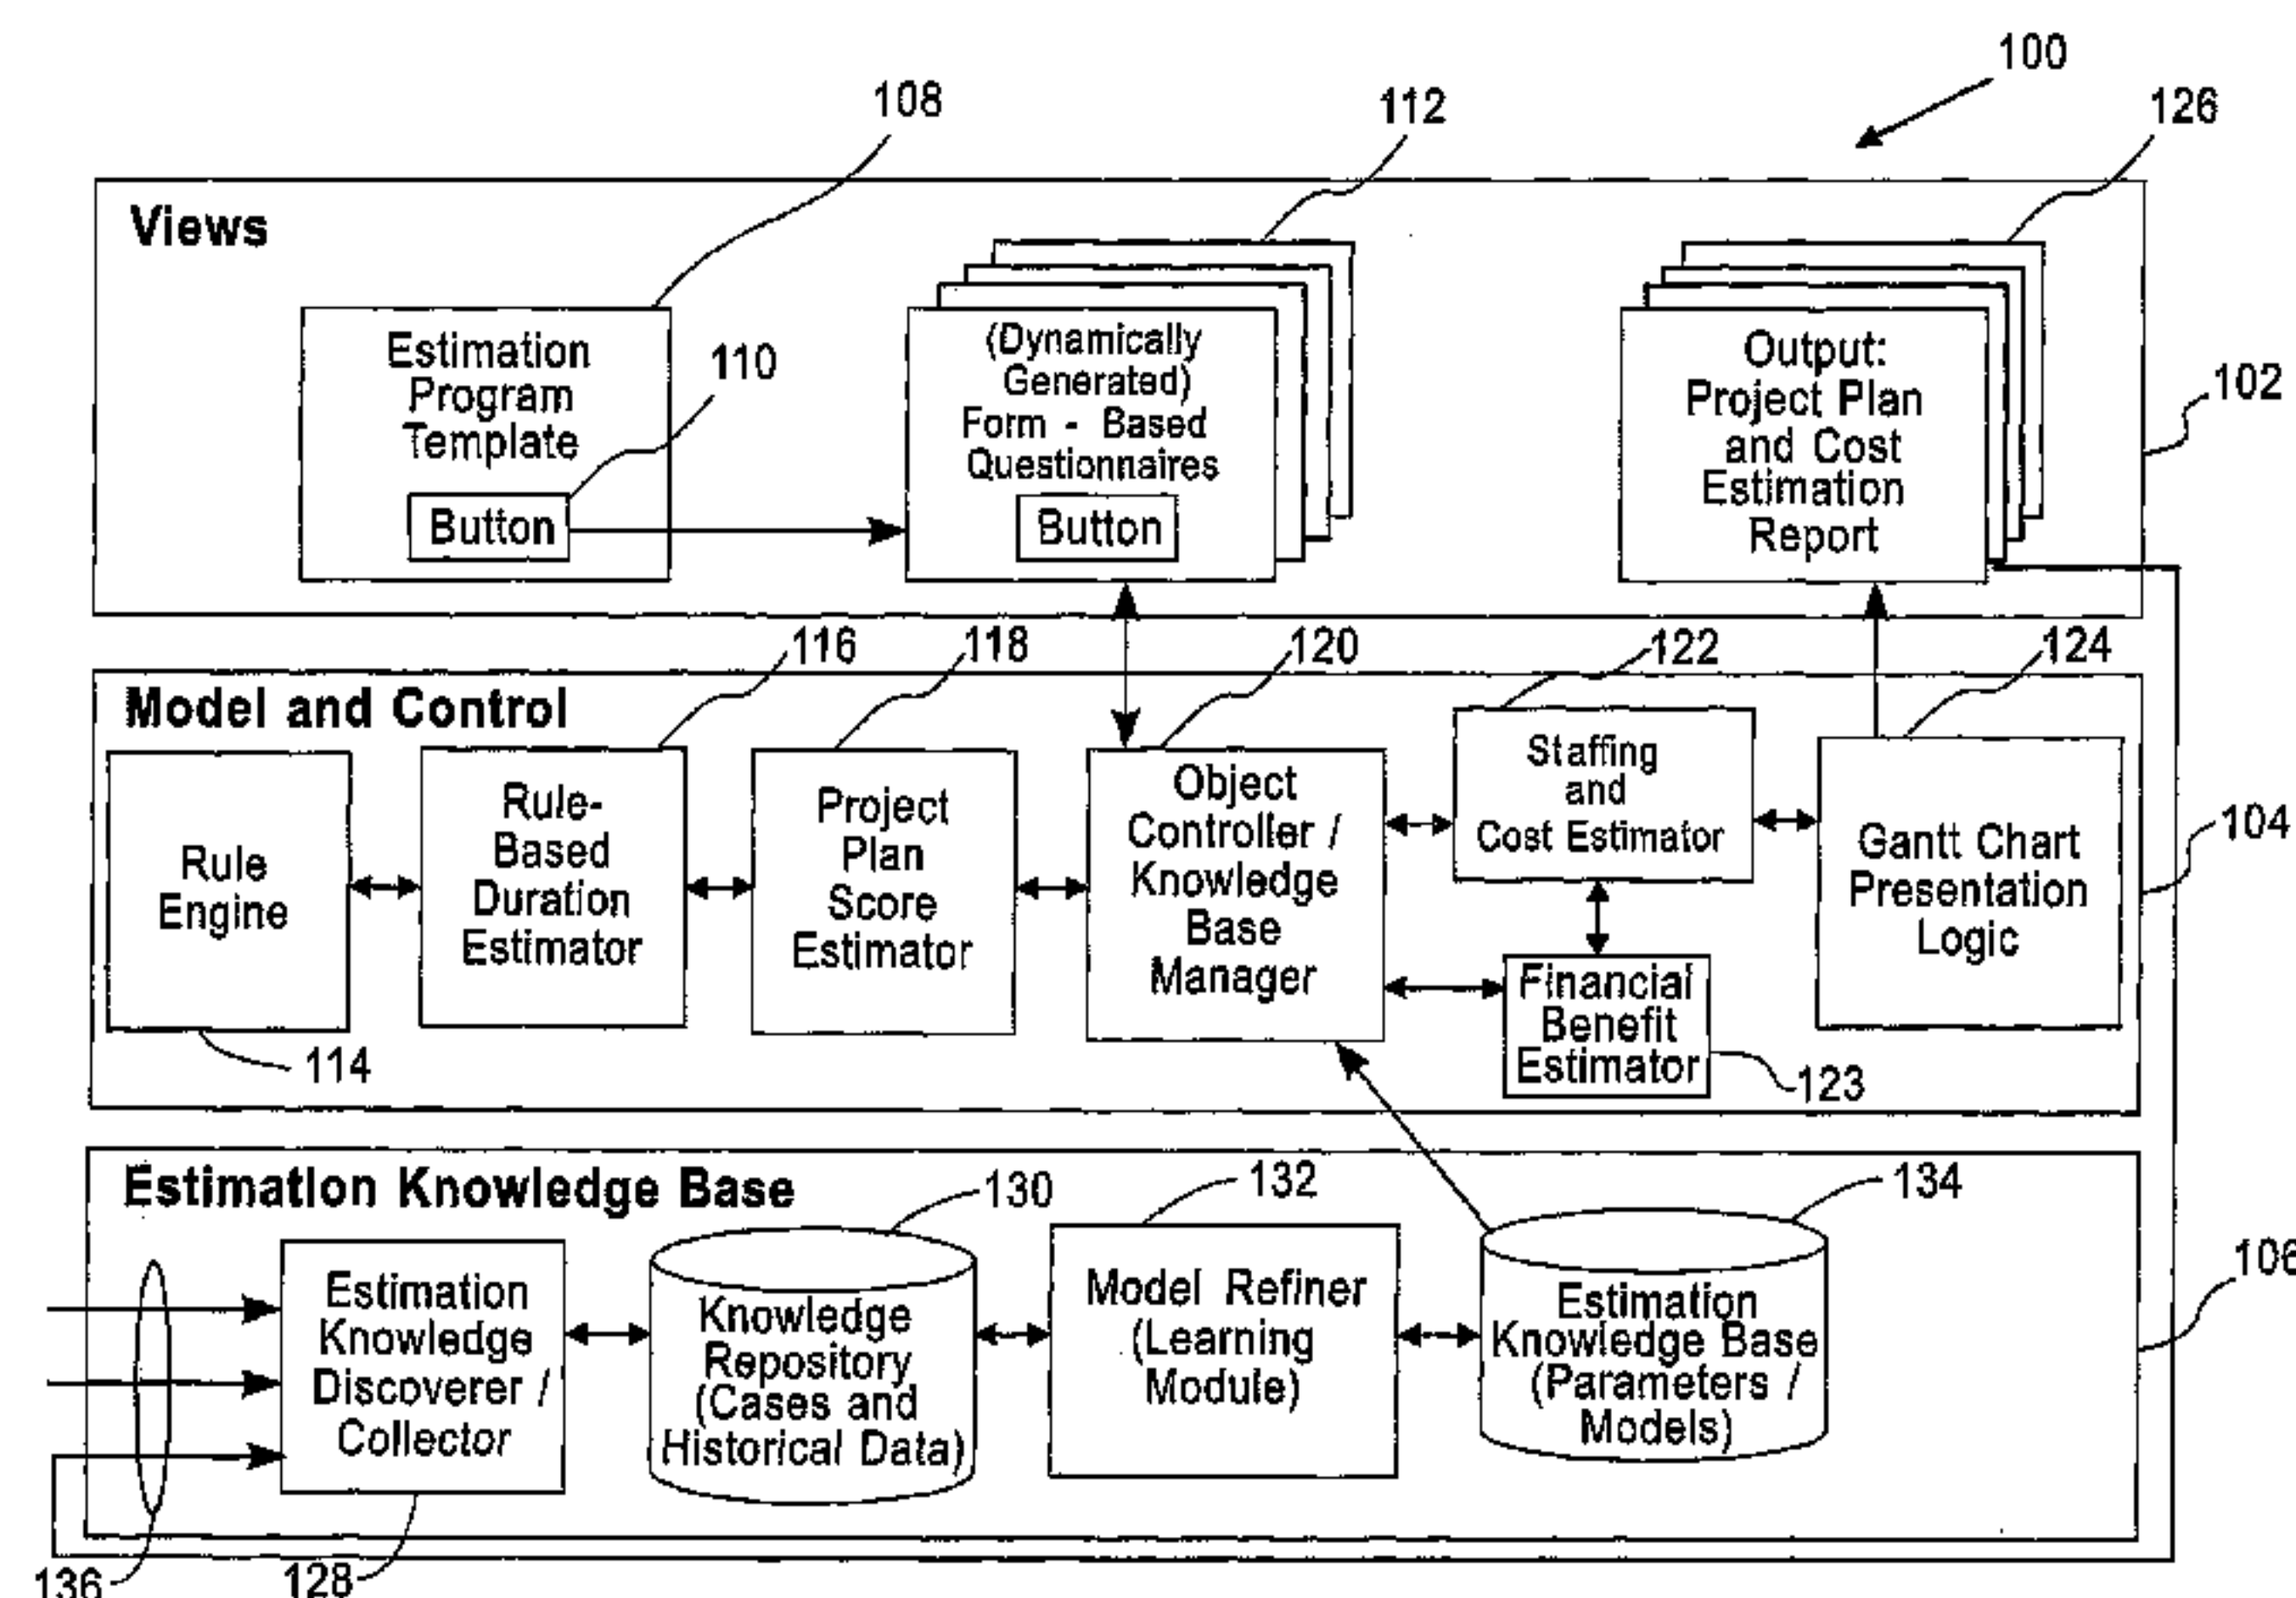 100
108
112
126
Views
Estimation
Program
Template
110
Button
(Dynamically
Generated)
Form - Based
Questionnaires
Button
Output:
Project Plan
and Cost
Estimation
Report
102
116
118
120
122
124
Model and Control
Rule
Engine
Rule-
Based
Duration
Estimator
Project
Plan
Score
Estimator
Object
Controller /
Knowledge
Base
Manager
Staffing
and
Cost Estimator
Gantt Chart
Presentation
Logic
104
Financial
Benefit
Estimator
114
123
Estimation Knowledge Base
130
132
134
106
Estimation
Knowledge
Discoverer /
Collector
Knowledge
Repository
(Cases and
Historical Data)
Model Refiner
(Learning
Module)
Estimation
Knowledge Base
(Parameters /
Models)
136
128